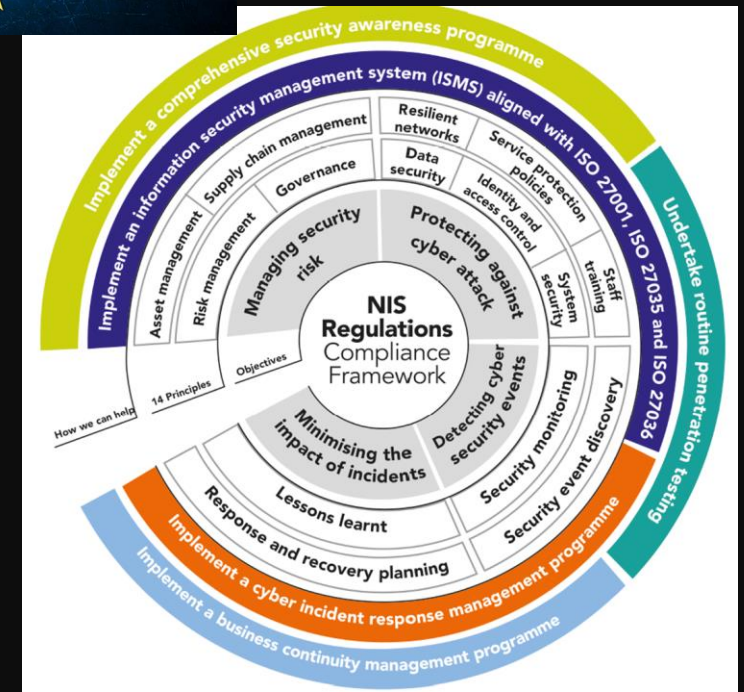 Implement a comprehensive security awareness programme
Implement an information security management system (ISMS) aligned with ISO 27001, ISO 27035 and ISO 27036
Undertake routine penetration testing
Asset management
Supply chain management
Resilient
networks
Service protection
policies
Staff
training
Risk management
Governance
Data
security
Identity and
access control
System
security
Managing security
risk
Protecting against
cyber attack
NIS
Regulations
Compliance
Framework
Objectives
14 Principles
How we can help
Detecting cyber
security events
Minimising the
impact of incidents
Security monitoring
Security event discovery
Lessons learnt
Response and recovery planning
Implement a cyber incident response management programme
Implement a business continuity management programme